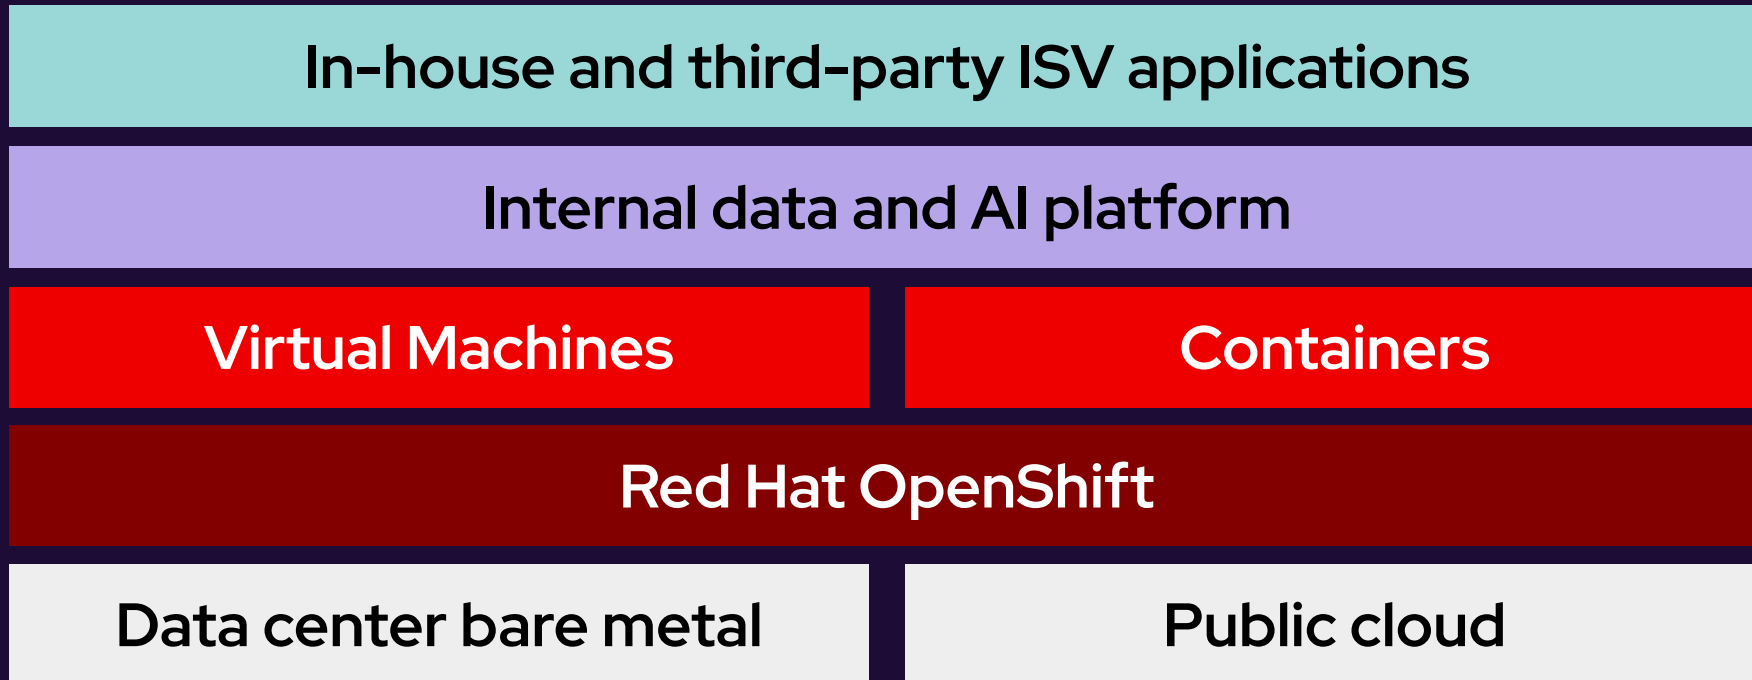 In-house and third-party ISV applications
Internal data and AI platform
Virtual Machines
Containers
Red Hat OpenShift
Data center bare metal
Public cloud